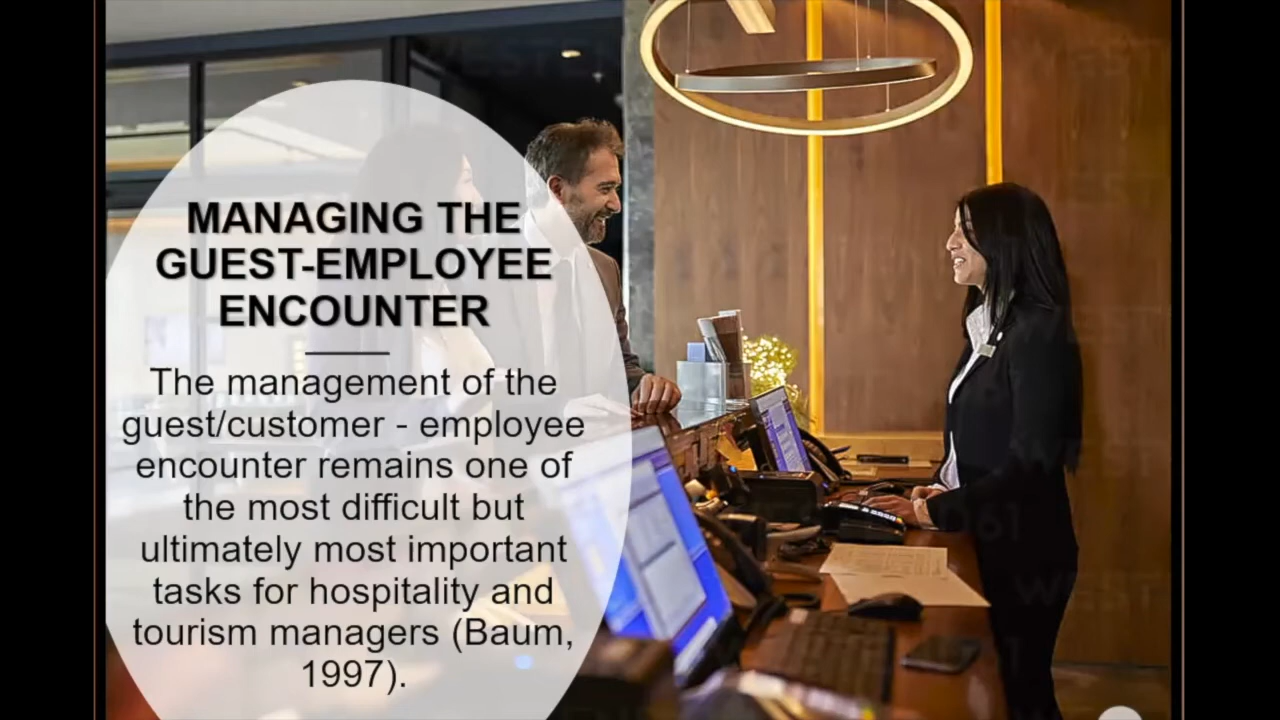 MANAGING THE
GUEST-EMPLOYEE
ENCOUNTER
The management of the
guest/customer - employee
encounter remains one of
the most difficult but
ultimately most important
tasks for hospitality and
tourism managers (Baum,
1997).